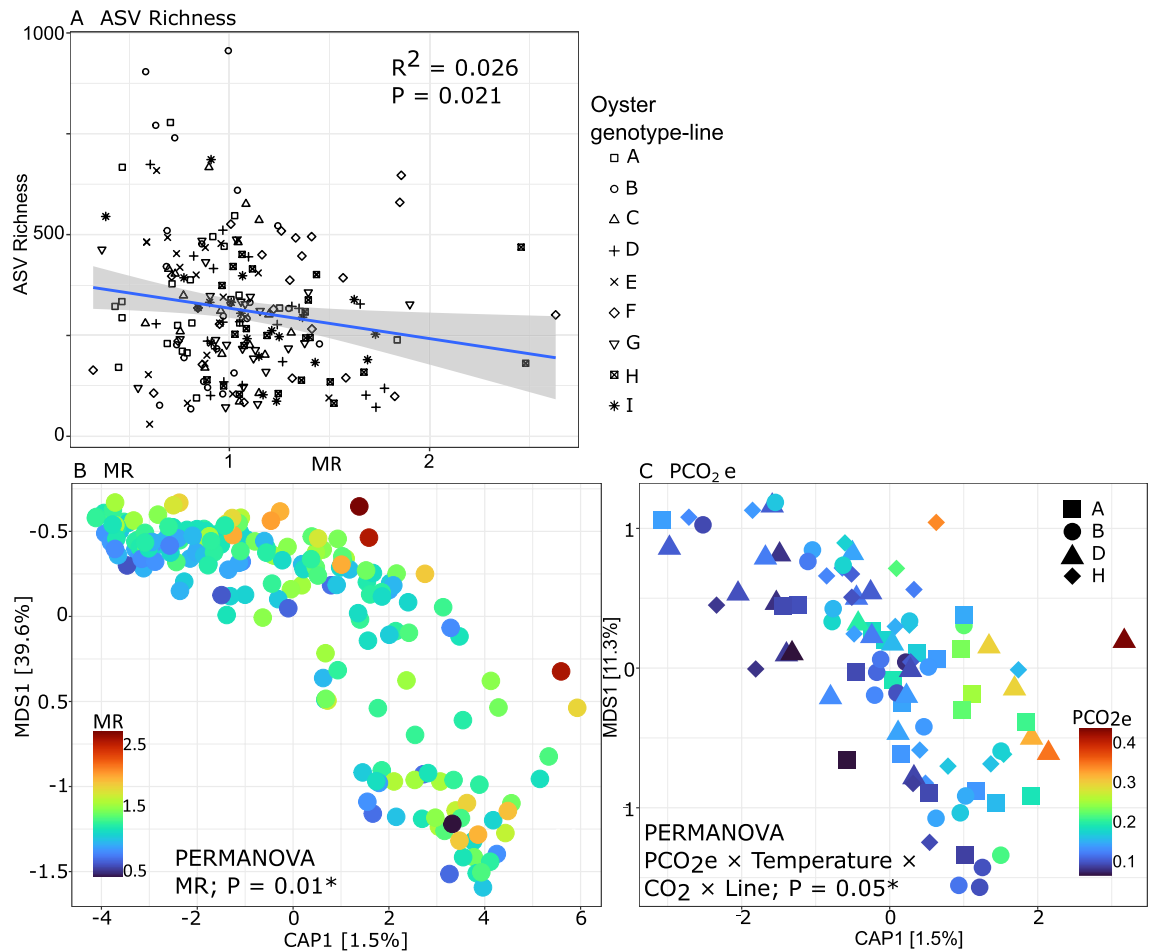 A ASV Richness
1000
500
0
ASV Richness
R2 = 0.026
P = 0.021
1
MR
2
Oyster
genotype-line
A
B
C
D
E
F
G
H
I
B MR
-0.5
0
0.5
-1
-1.5
MDS1 [39.6%]
MR
2.5
1.5
0.5
PERMANOVA
MR; P = 0.01*
-4
-2
0
2
4
6
CAP1 [1.5%]
C PCO2 e
1
0
1
MDS1 [11.3%]
A
B
D
H
PCO2e
0.4
0.3
0.2
0.1
PERMANOVA
PCO2e × Temperature ×
CO2 × Line; P = 0.05*
-2
0
2
CAP1 [1.5%]